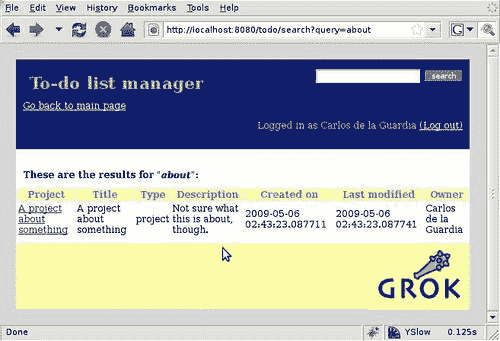 File Edit View History Bookmarks Tools Help
http://localhost:8080/todo/search?query=about
G
To-do list manager
search
Go back to main page
Logged in as Carlos de la Guardia (Log out)
These are the results for "about":
Project Title Type Description Created on Last modified Owner
A project about something A project about something project Not sure what this is about, though. 2009-05-06 02:43:23.087711 2009-05-06 02:43:23.087741 Carlos de la Guardia
GROK
Done YSlow 0.125s